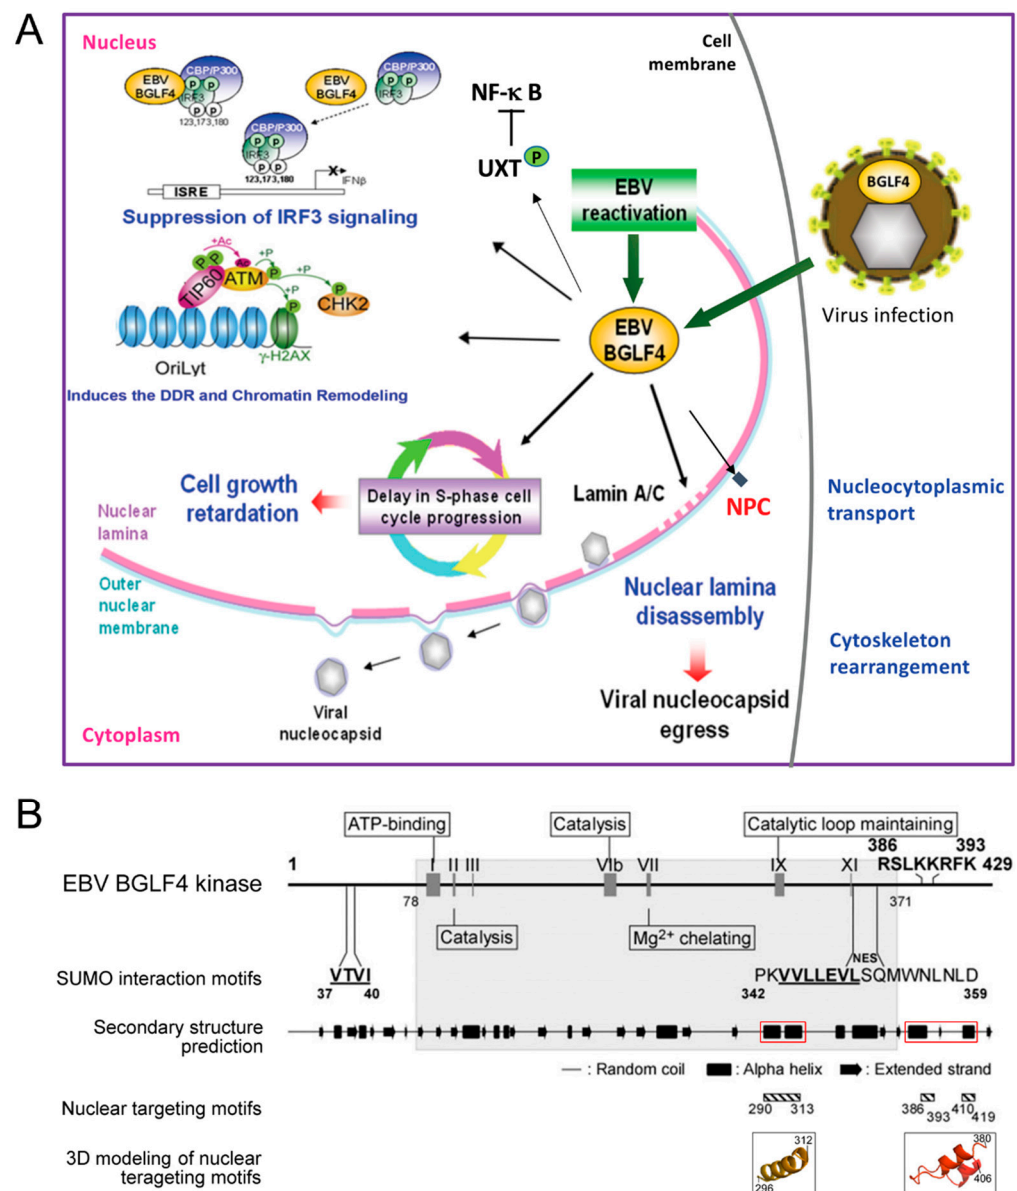 A
Nucleus
Cell
membrane
EBV
BGLF4
CBP/P300
IRF3
P P
P P
123,173,180
EBV
BGLF4
CBP/P300
IRF3
P P
CBP/P300
IRF3
P P
P P
123,173,180
ISRE
X
IFNβ
Suppression of IRF3 signaling
NF-κ B
UXT P
EBV
reactivation
BGLF4
Virus infection
+Ac
P P
Ac
+P
TIP60
ATM
P
+P
+P
P
CHK2
P
γ-H2AX
OriLyt
Induces the DDR and Chromatin Remodeling
EBV
BGLF4
Cell growth
retardation
Delay in S-phase cell
cycle progression
Lamin A/C
NPC
Nucleocytoplasmic
transport
Nuclear
lamina
Outer
nuclear
membrane
Nuclear lamina
disassembly
Cytoskeleton
rearrangement
Viral nucleocapsid
egress
Viral
nucleocapsid
Cytoplasm
B
ATP-binding
Catalysis
Catalytic loop maintaining
386 393
1 I II III VIb VII IX XI RSLKKRFK 429
EBV BGLF4 kinase
78 371
Catalysis
Mg2+ chelating
NES
SUMO interaction motifs
VTVI
PKVVLLEVLSQMWNLNLD
37 40
342 359
Secondary structure
prediction
: Random coil : Alpha helix : Extended strand
Nuclear targeting motifs
290 313
386 393 410 419
3D modeling of nuclear
terageting motifs
312
296
380
406